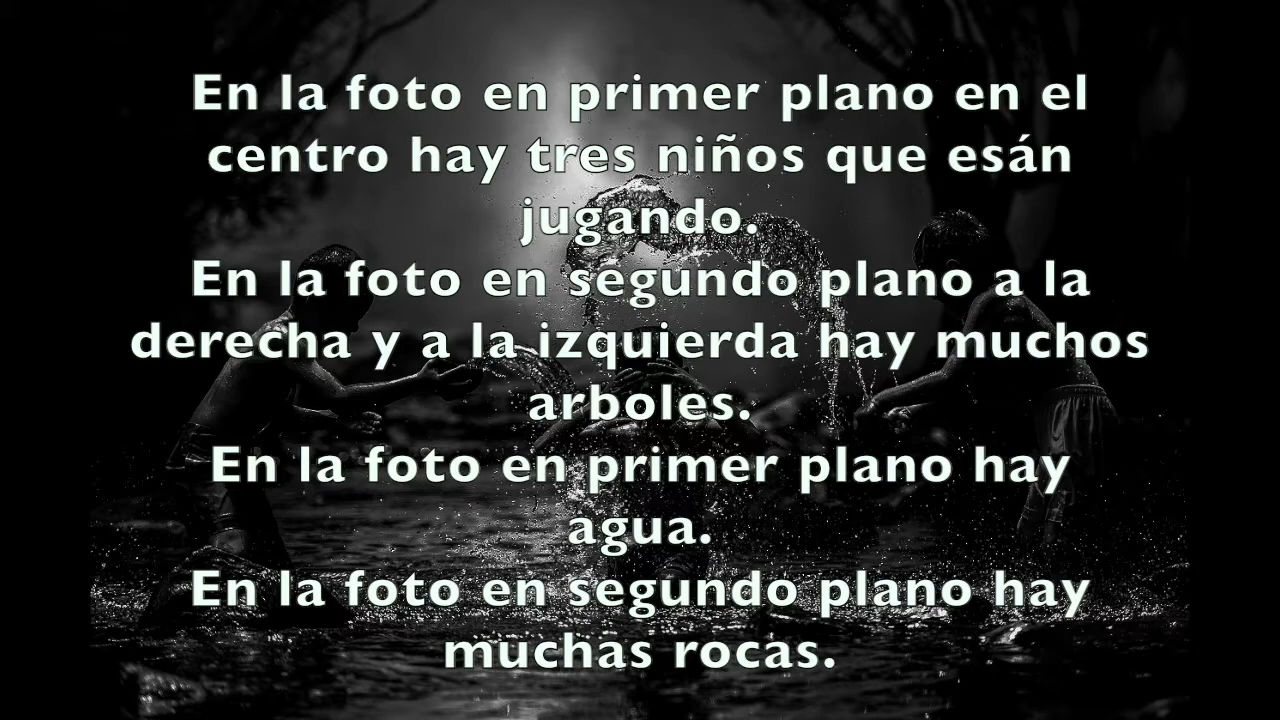 En la foto en primer plano en el
centro hay tres niños que esán
jugando.
En la foto en segundo plano a la
derecha y a la izquierda hay muchos
arboles.
En la foto en primer plano hay
agua.
En la foto en segundo plano hay
muchas rocas.